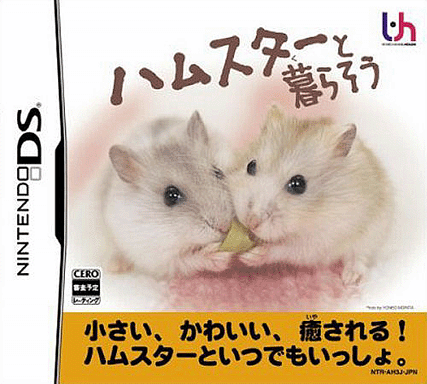 ハムスターと
暮らそう
く
NINTENDO DS
CERO
審査予定
レーティング
Photo by YONEO MORITA
小さい、かわいい、癒される！
いや
ハムスターといつでもいっしょ。
NTR-AH3J-JPN